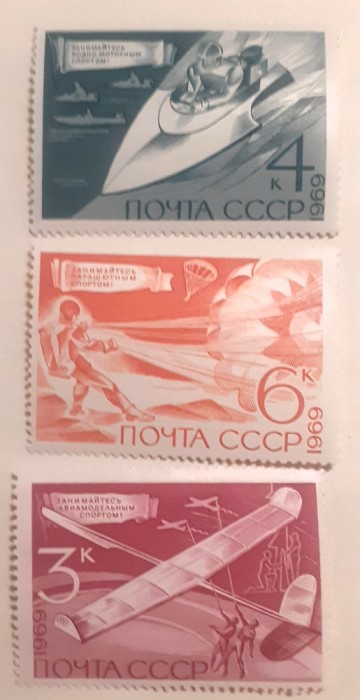 ЗАНИМАЙТЕСЬ
ВОДНО-МОТОРНЫМ
СПОРТОМ!
4 К
ПОЧТА СССР 1969
ЗАНИМАЙТЕСЬ
ПАРАШЮТНЫМ
СПОРТОМ!
6 К
ПОЧТА СССР 1969
ЗАНИМАЙТЕСЬ
АВИАМОДЕЛЬНЫМ
СПОРТОМ!
3 К
1969
ПОЧТА СССР